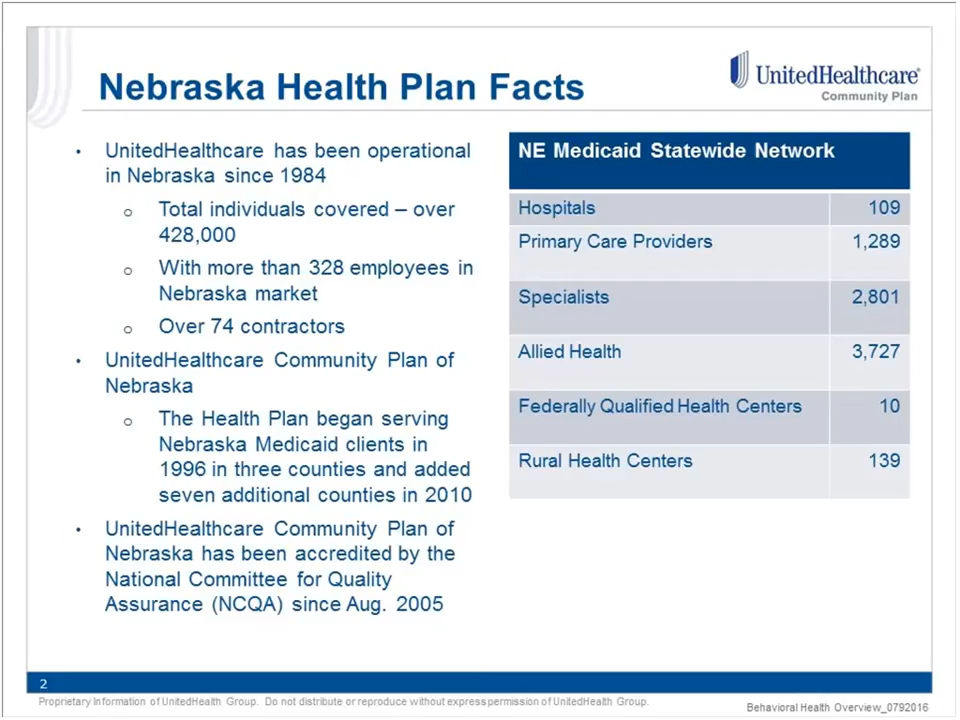 Nebraska Health Plan Facts
UnitedHealthcare®
Community Plan
• UnitedHealthcare has been operational
in Nebraska since 1984
o Total individuals covered – over
428,000
o With more than 328 employees in
Nebraska market
o Over 74 contractors
• UnitedHealthcare Community Plan of
Nebraska
o The Health Plan began serving
Nebraska Medicaid clients in
1996 in three counties and added
seven additional counties in 2010
• UnitedHealthcare Community Plan of
Nebraska has been accredited by the
National Committee for Quality
Assurance (NCQA) since Aug. 2005
NE Medicaid Statewide Network
Hospitals 109
Primary Care Providers 1,289
Specialists 2,801
Allied Health 3,727
Federally Qualified Health Centers 10
Rural Health Centers 139
2
Proprietary Information of UnitedHealth Group. Do not distribute or reproduce without express permission of UnitedHealth Group.
Behavioral Health Overview_0792016